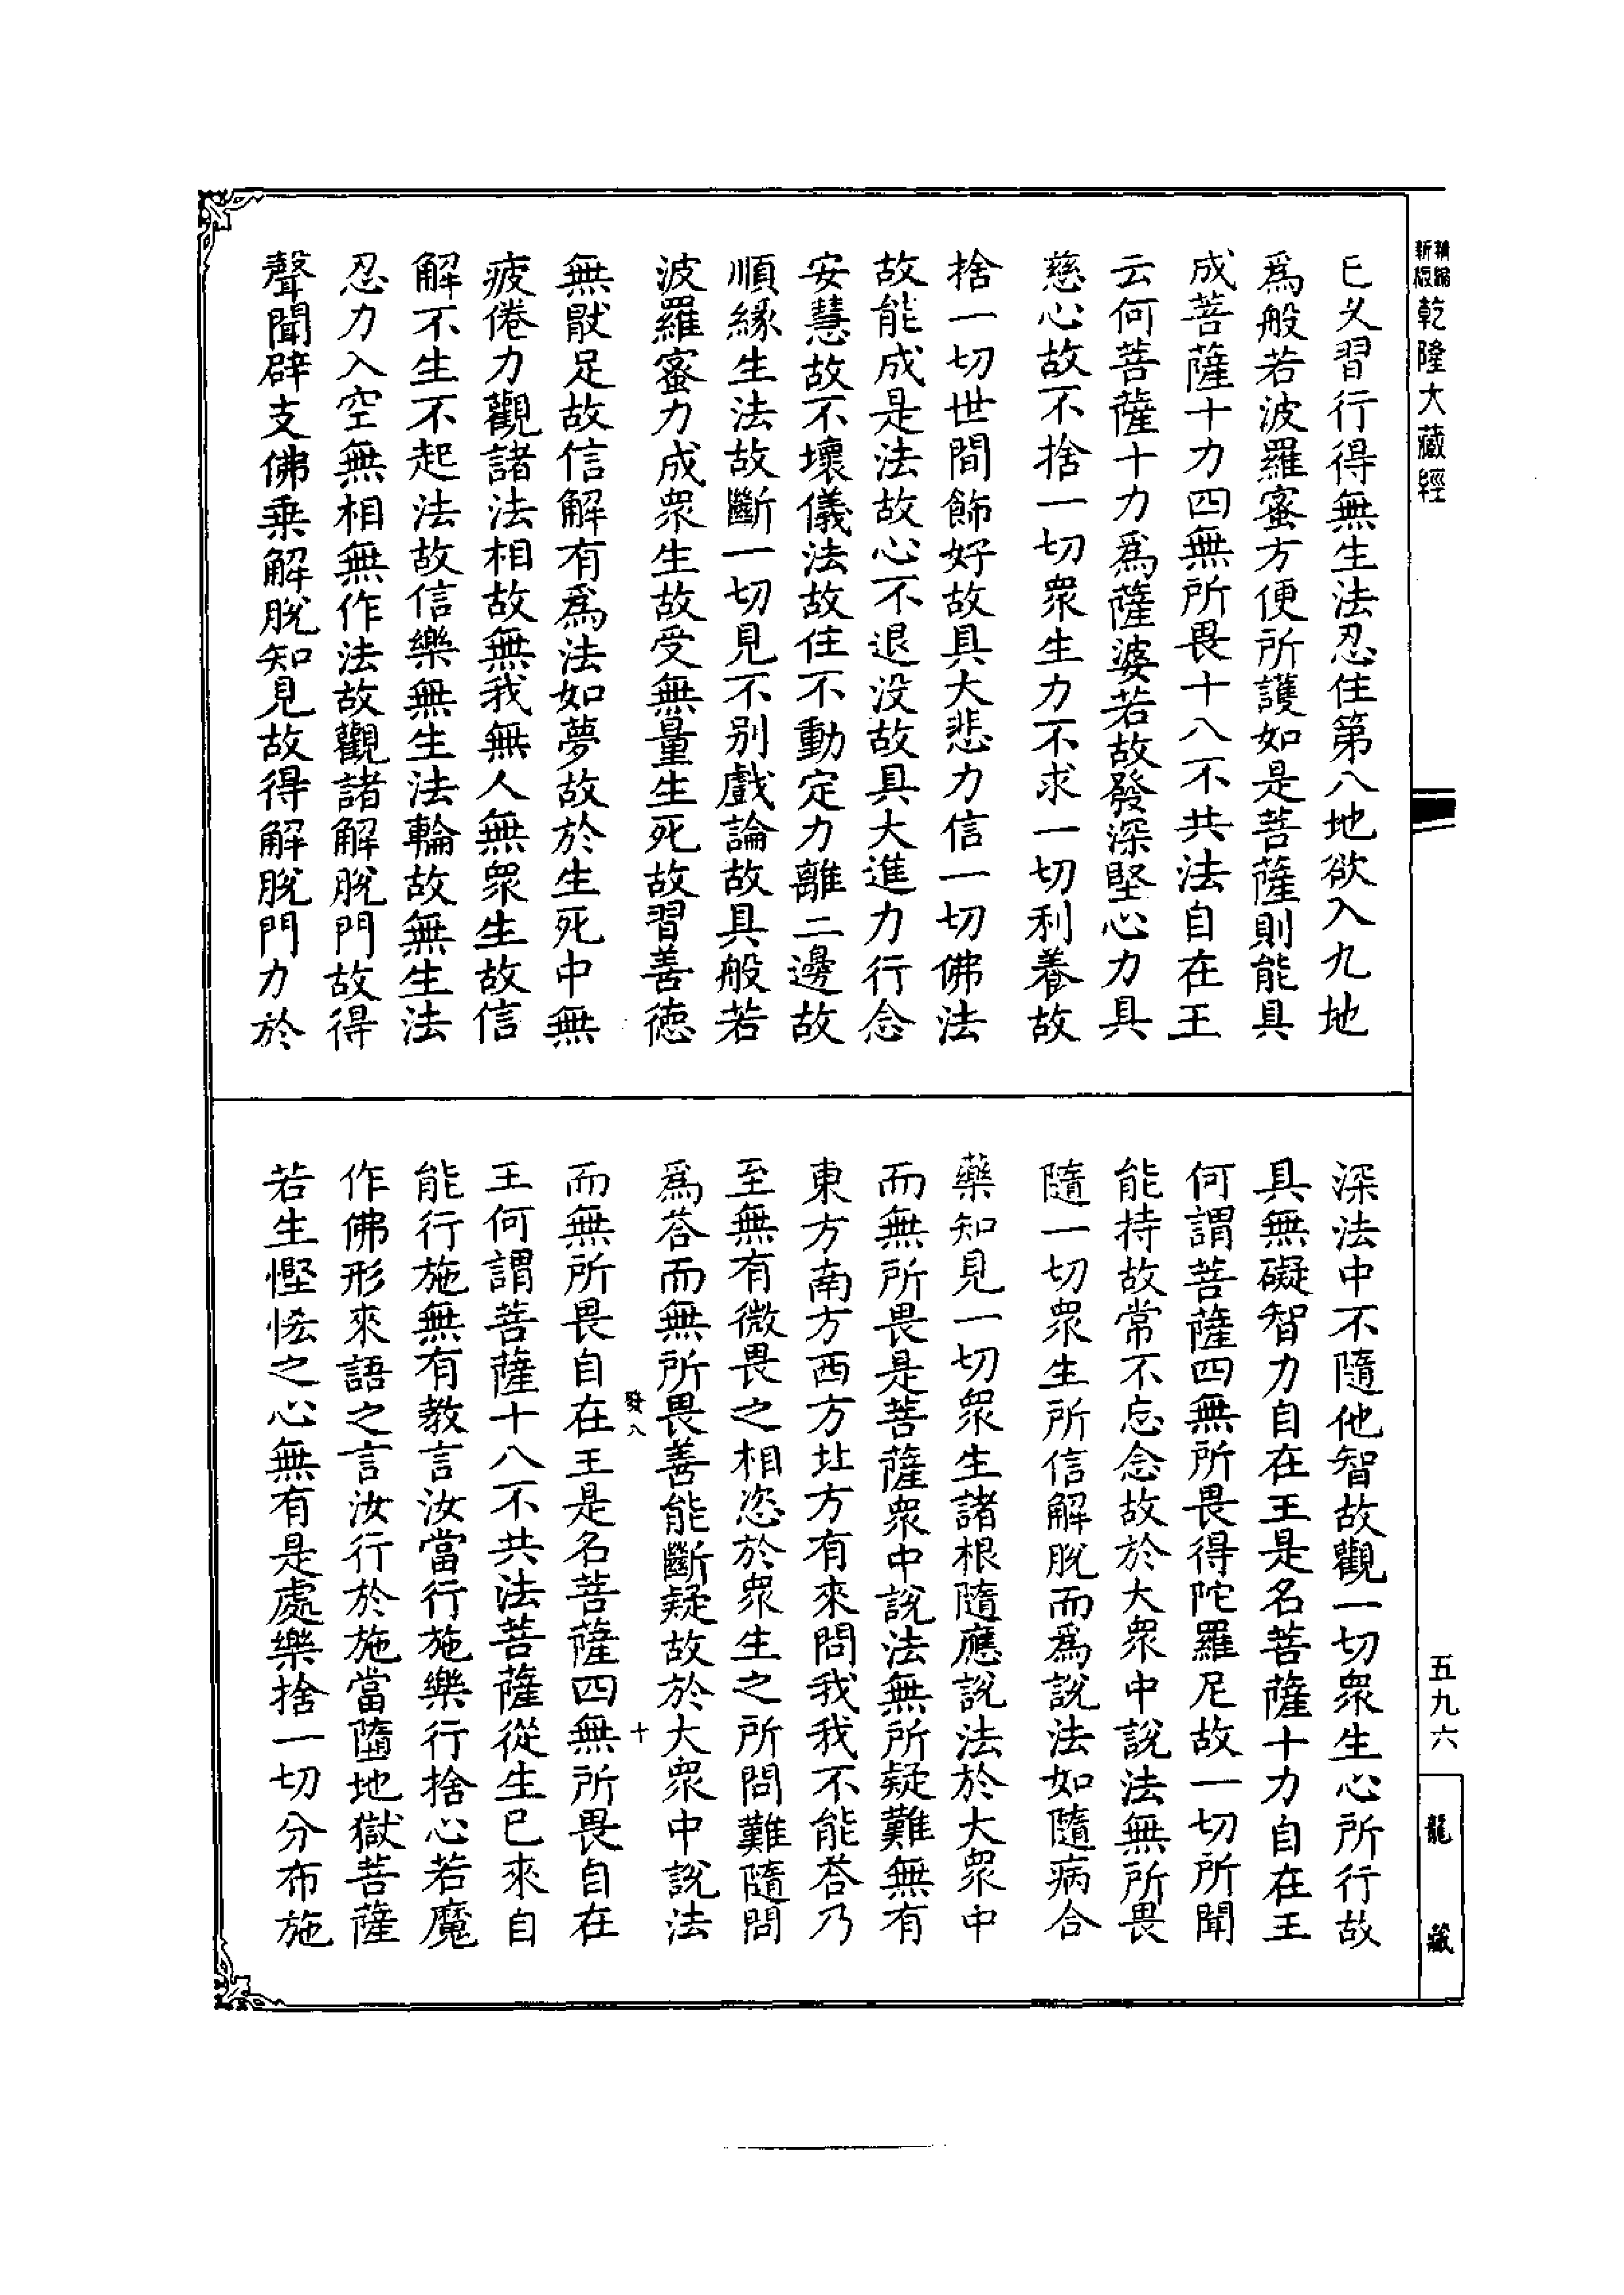 精縮
新版
乾隆大藏經
已久習行得無生法忍住第八地欲入九地
爲般若波羅蜜方便所護如是菩薩則能具
成菩薩十力四無所畏十八不共法自在王
云何菩薩十力爲薩婆若故發深堅心力具
慈心故不捨一切衆生力不求一切利養故
捨一切世間飾好故具大悲力信一切佛法
故能成是法故心不退没故具大進力行念
安慧故不壞儀法故住不動定力離二邊故
順緣生法故斷一切見不别戲論故具般若
波羅蜜力成衆生故受無量生死故習善德
無猒足故信解有爲法如夢故於生死中無
疲倦力觀諸法相故無我無人無衆生故信
解不生不起法故信樂無生法輪故無生法
忍力入空無相無作法故觀諸解脫門故得
聲聞辟支佛乗解脫知見故得解脫門力於
深法中不隨他智故觀一切衆生心所行故
具無礙智力自在王是名菩薩十力自在王
何謂菩薩四無所畏得陀羅尼故一切所聞
能持故常不忘念故於大衆中說法無所畏
隨一切衆生所信解脫而爲說法如隨病合
藥知見一切衆生諸根隨應說法於大衆中
而無所畏是菩薩衆中說法無所疑難無有
東方南方西方北方有來問我我不能荅乃
至無有微畏之相恣於衆生之所問難隨問
爲荅而無所畏善能斷疑故於大衆中說法
發八
十
而無所畏自在王是名菩薩四無所畏自在
王何謂菩薩十八不共法菩薩從生已來自
能行施無有教言汝當行施樂行捨心若魔
作佛形來語之言汝行於施當墮地獄菩薩
若生慳悋之心無有是處樂捨一切分布施
五九六
龍藏